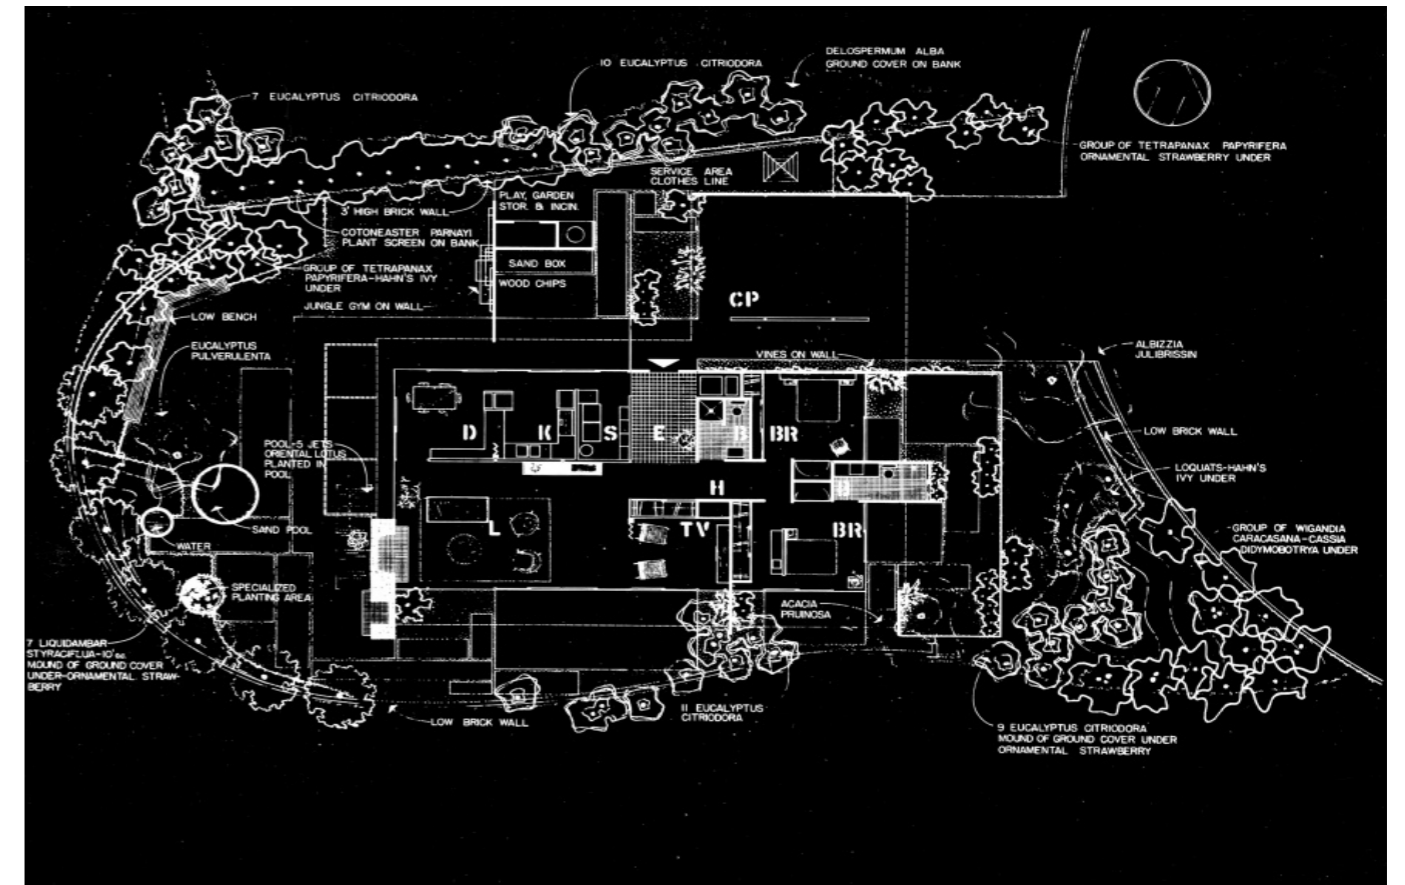 DELOSPERMUM ALBA
GROUND COVER ON BANK
10 EUCALYPTUS CITRIODORA
7 EUCALYPTUS CITRIODORA
GROUP OF TETRAPANAX PAPYRIFERA
ORNAMENTAL STRAWBERRY UNDER
SERVICE AREA
CLOTHES LINE
PLAY, GARDEN
STOR. & INCIN.
3' HIGH BRICK WALL
COTONEASTER PARNAYI
PLANT SCREEN ON BANK
SAND BOX
GROUP OF TETRAPANAX
PAPYRIFERA-HAHN'S IVY
UNDER
WOOD CHIPS
JUNGLE GYM ON WALL
CP
LOW BENCH
EUCALYPTUS
PULVERULENTA
VINES ON WALL
ALBIZZIA
JULIBRISSIN
D
K
S
E
B
BR
LOW BRICK WALL
POOL-5 JETS
ORIENTAL LOTUS
PLANTED IN
POOL
LOQUATS-HAHN'S
IVY UNDER
H
B
SAND POOL
L
TV
BR
GROUP OF WIGANDIA
CARACASANA-CASSIA
DIDYMOBOTRYA UNDER
WATER
SPECIALIZED
PLANTING AREA
ACACIA
PRUINOSA
7 LIQUIDAMBAR
STYRACIFLUA-10' o.c.
MOUND OF GROUND COVER
UNDER-ORNAMENTAL STRAW-
BERRY
LOW BRICK WALL
11 EUCALYPTUS
CITRIODORA
9 EUCALYPTUS CITRIODORA
MOUND OF GROUND COVER UNDER
ORNAMENTAL STRAWBERRY